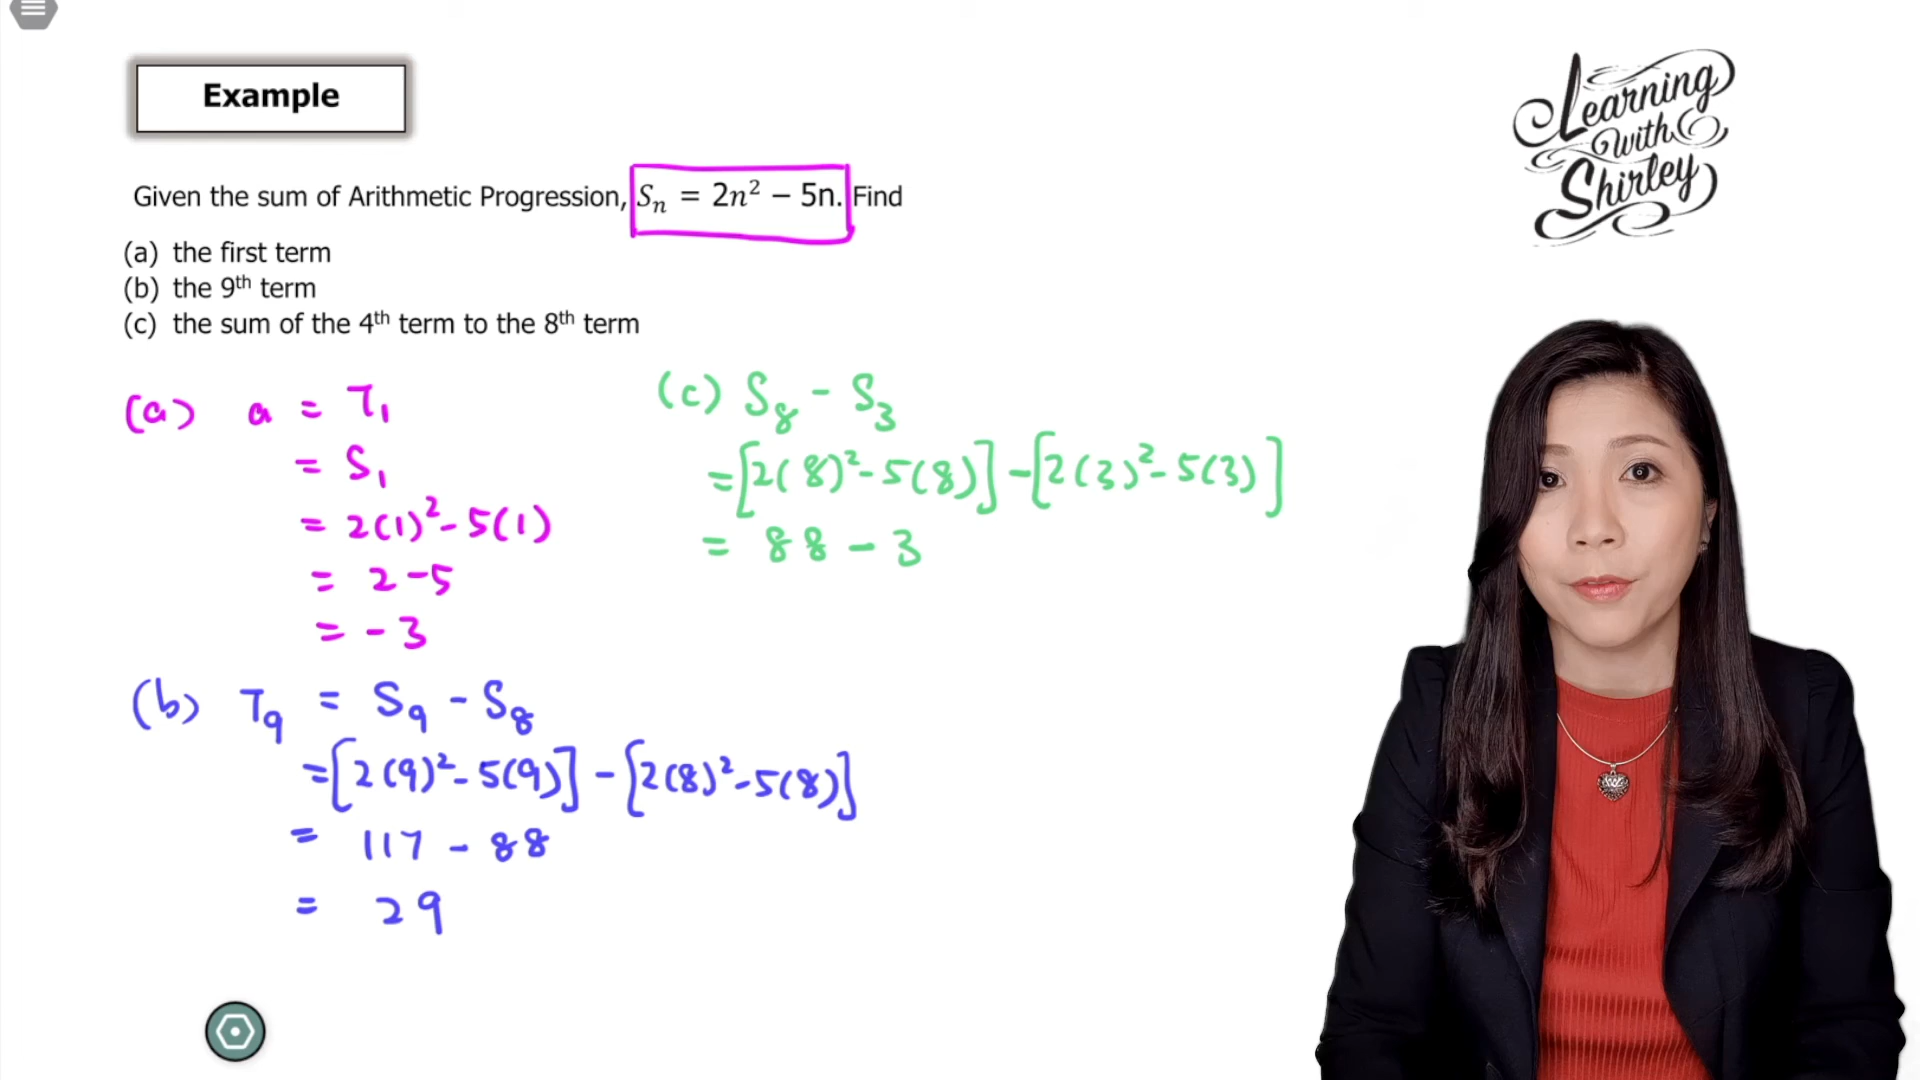 Example
Learning
with
Shirley
Given the sum of Arithmetic Progression, Sₙ = 2n² − 5n. Find
(a) the first term
(b) the 9th term
(c) the sum of the 4th term to the 8th term
(a) a = T₁
= S₁
= 2(1)² - 5(1)
= 2 - 5
= - 3
(b) T₉ = S₉ - S₈
= [2(9)² - 5(9)] - [2(8)² - 5(8)]
= 117 - 88
= 29
(c) S₈ - S₃
= [2(8)² - 5(8)] - [2(3)² - 5(3)]
= 88 - 3